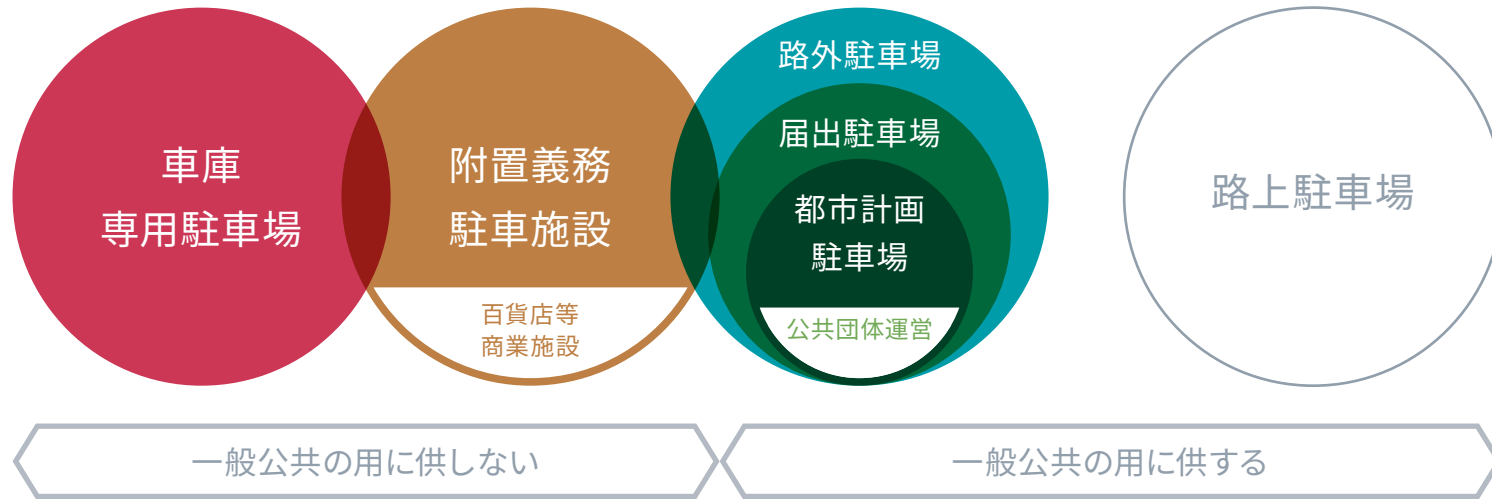 車庫
専用駐車場
附置義務
駐車施設
百貨店等
商業施設
路外駐車場
届出駐車場
都市計画
駐車場
公共団体運営
路上駐車場
一般公共の用に供しない
一般公共の用に供する